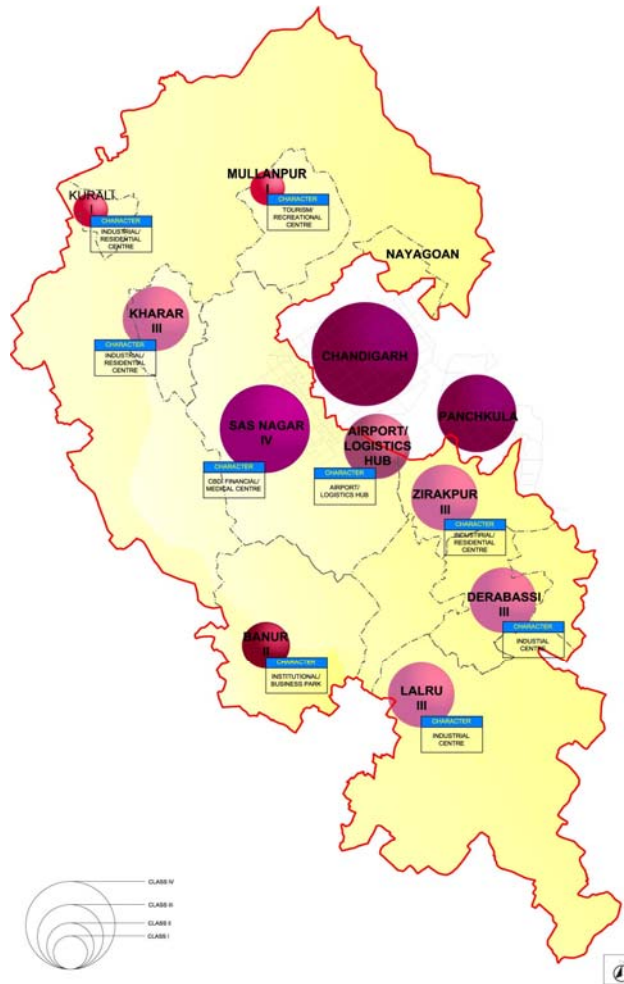 MULLANPUR
I
CHARACTER
TOURISM/
RECREATIONAL
CENTRE
KURALI
I
CHARACTER
INDUSTRIAL/
RESIDENTIAL
CENTRE
NAYAGOAN
KHARAR
III
CHARACTER
INDUSTRIAL/
RESIDENTIAL
CENTRE
CHANDIGARH
SAS NAGAR
IV
CHARACTER
CBD/ FINANCIAL/
MEDICAL CENTRE
PANCHKULA
AIRPORT/
LOGISTICS
HUB
CHARACTER
AIRPORT/
LOGISTICS HUB
ZIRAKPUR
III
CHARACTER
INDUSTIRIAL/
RESIDENTIAL
CENTRE
DERABASSI
III
CHARACTER
INDUSTIAL
CENTRE
BANUR
II
CHARACTER
INSTITUTIONAL/
BUSINESS PARK
LALRU
III
CHARACTER
INDUSTRIAL
CENTRE
CLASS IV
CLASS III
CLASS II
CLASS I